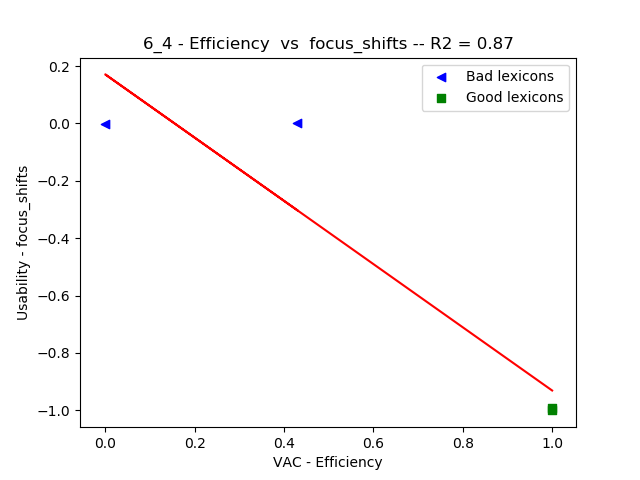 6_4 - Efficiency  vs  focus_shifts -- R2 = 0.87
Bad lexicons
Good lexicons
0.2
0.0
−0.2
−0.4
−0.6
−0.8
−1.0
Usability - focus_shifts
0.0 0.2 0.4 0.6 0.8 1.0
VAC - Efficiency